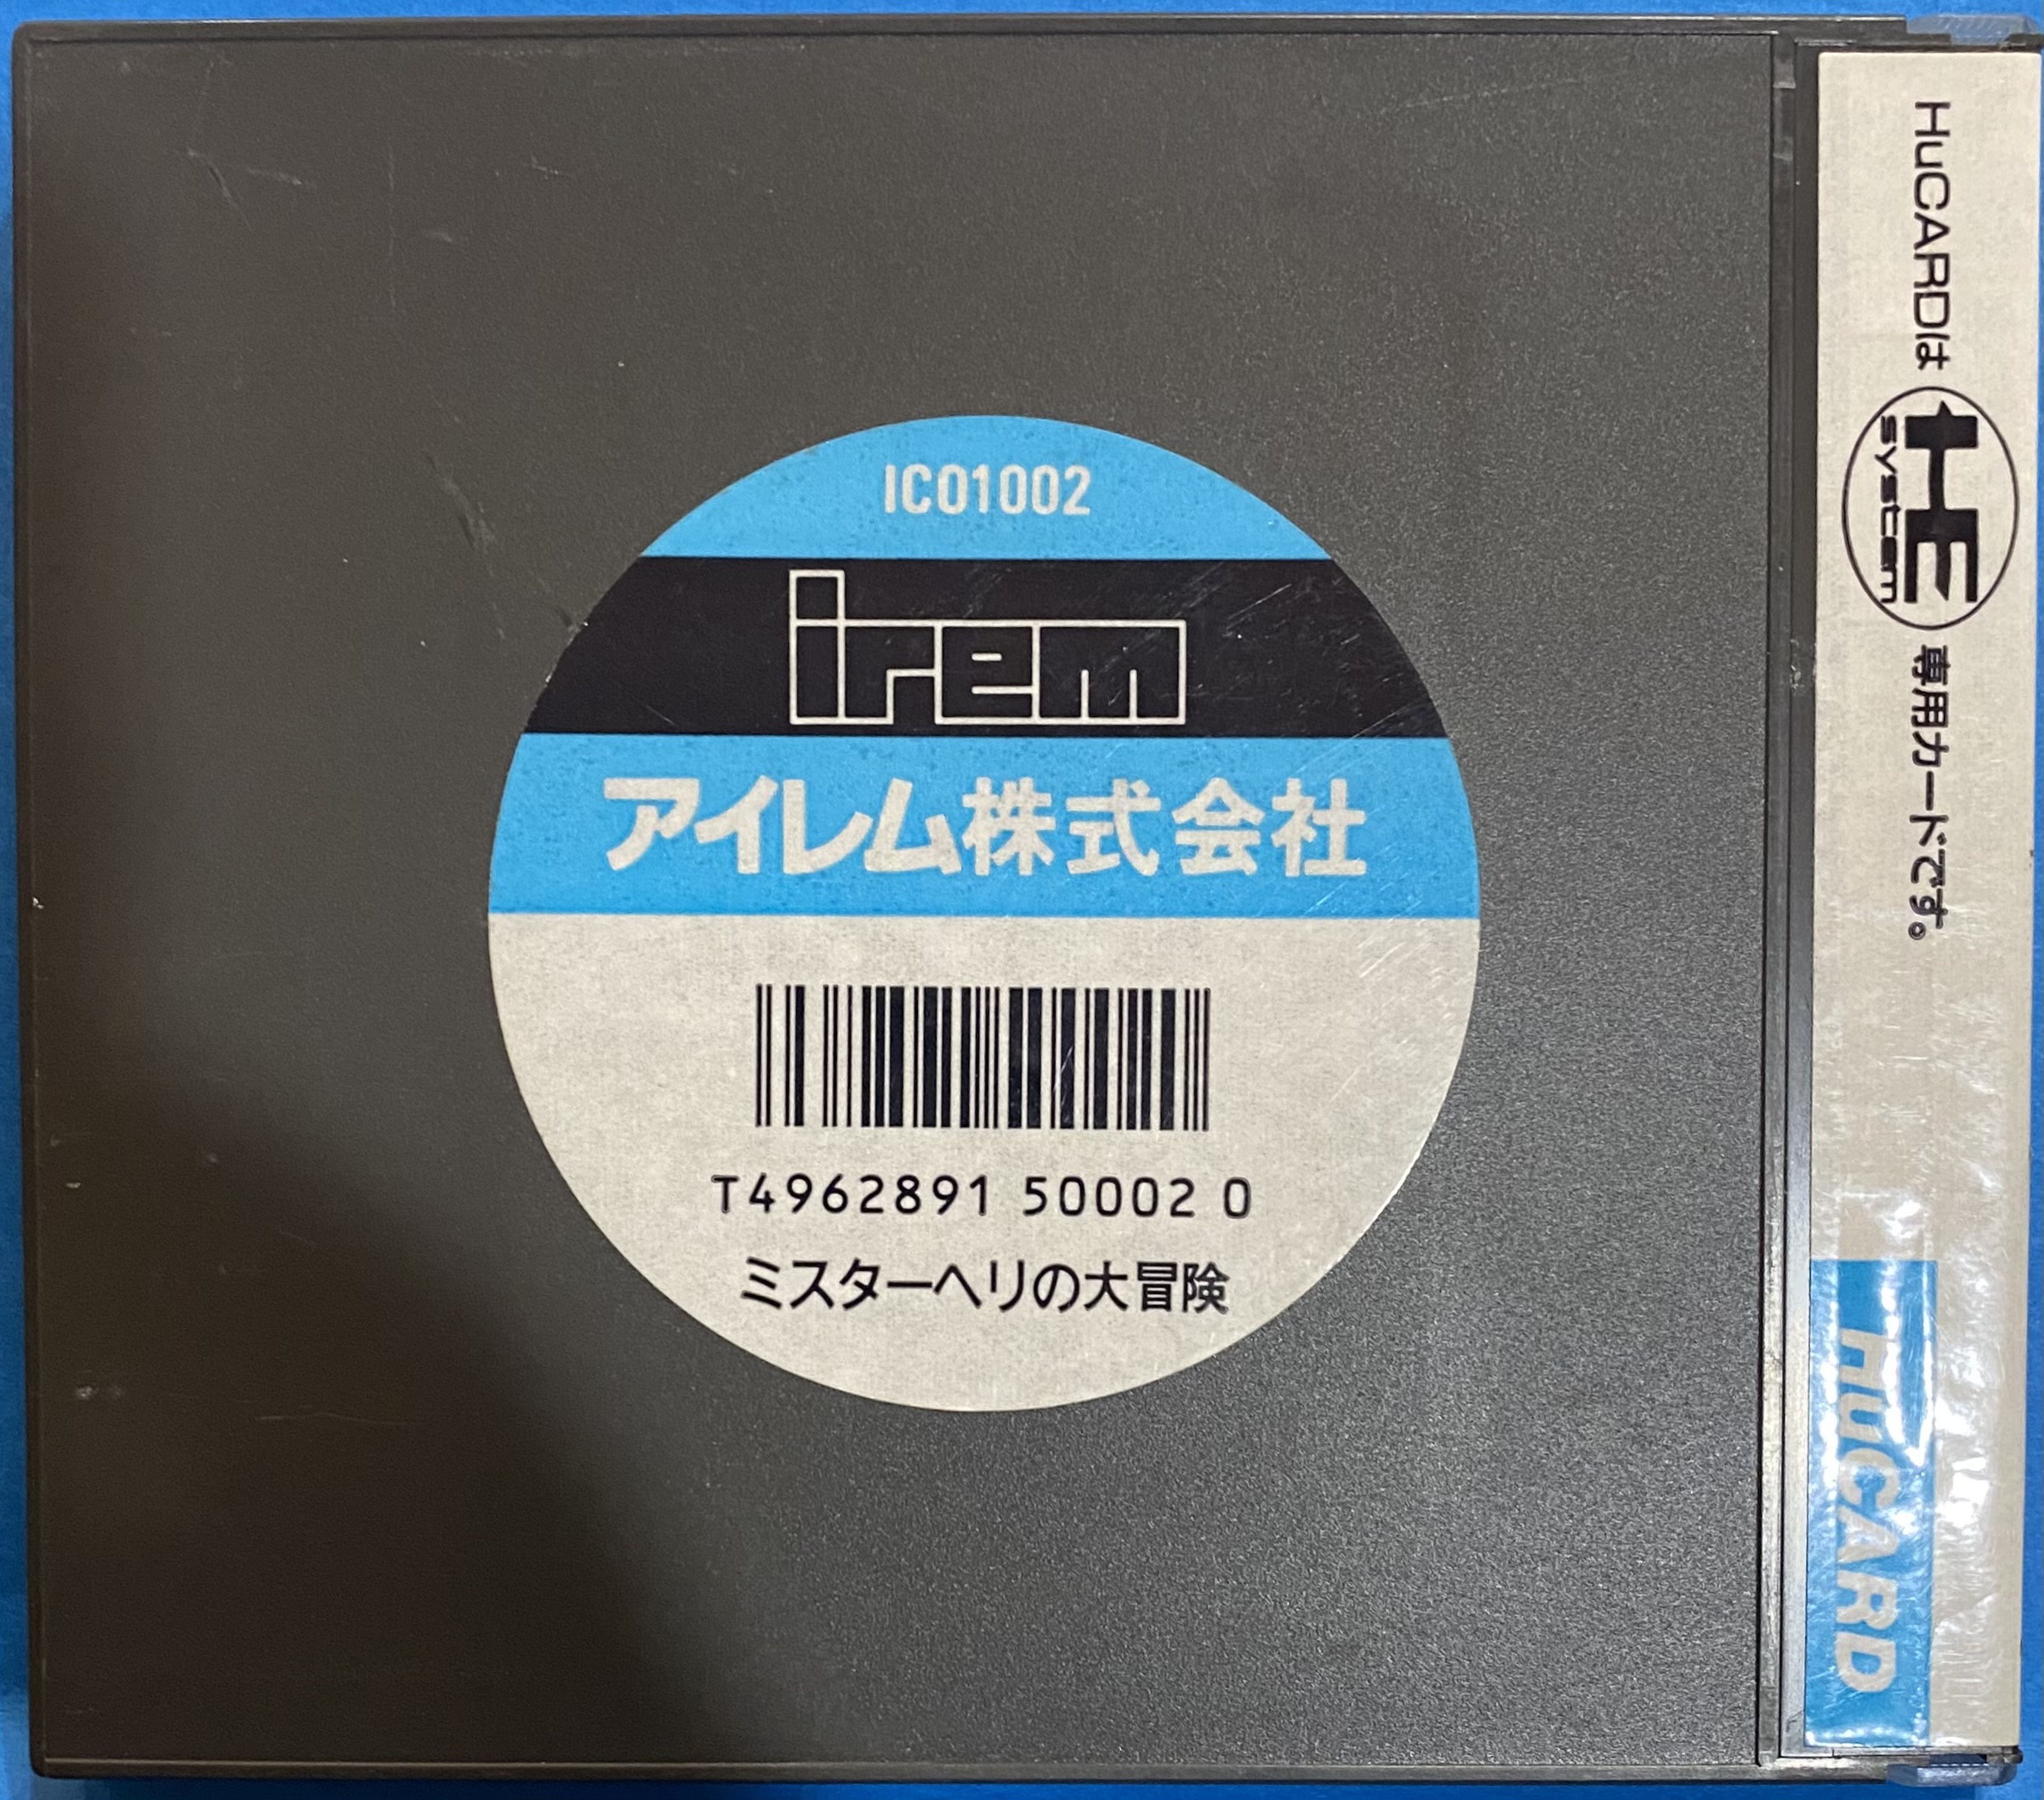 IC01002
irem
アイレム株式会社
T4962891 50002 0
ミスターヘリの大冒険
HuCARDは HE system 専用カードです。
HuCARD